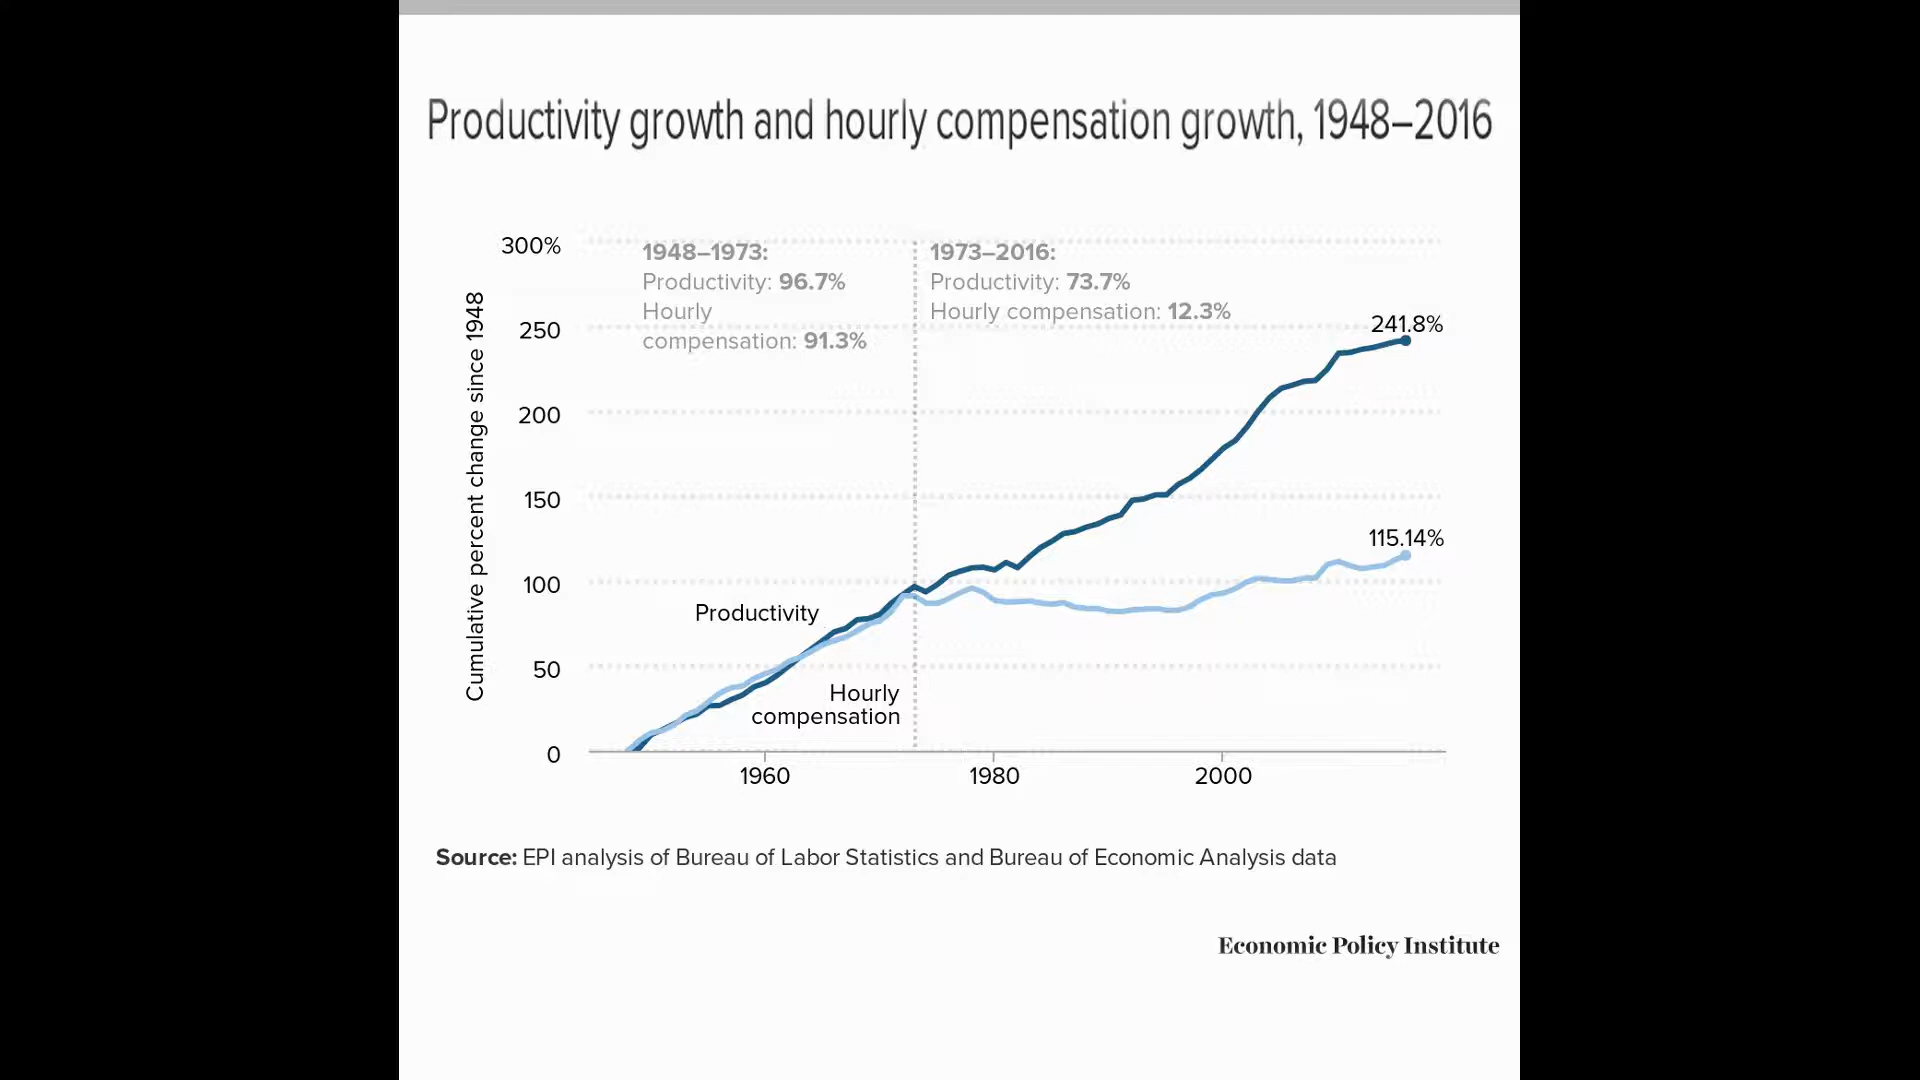 Productivity growth and hourly compensation growth, 1948–2016
Cumulative percent change since 1948
300%
250
200
150
100
50
0
1948–1973:
Productivity: 96.7%
Hourly
compensation: 91.3%
1973–2016:
Productivity: 73.7%
Hourly compensation: 12.3%
241.8%
115.14%
Productivity
Hourly
compensation
1960
1980
2000
Source: EPI analysis of Bureau of Labor Statistics and Bureau of Economic Analysis data
Economic Policy Institute